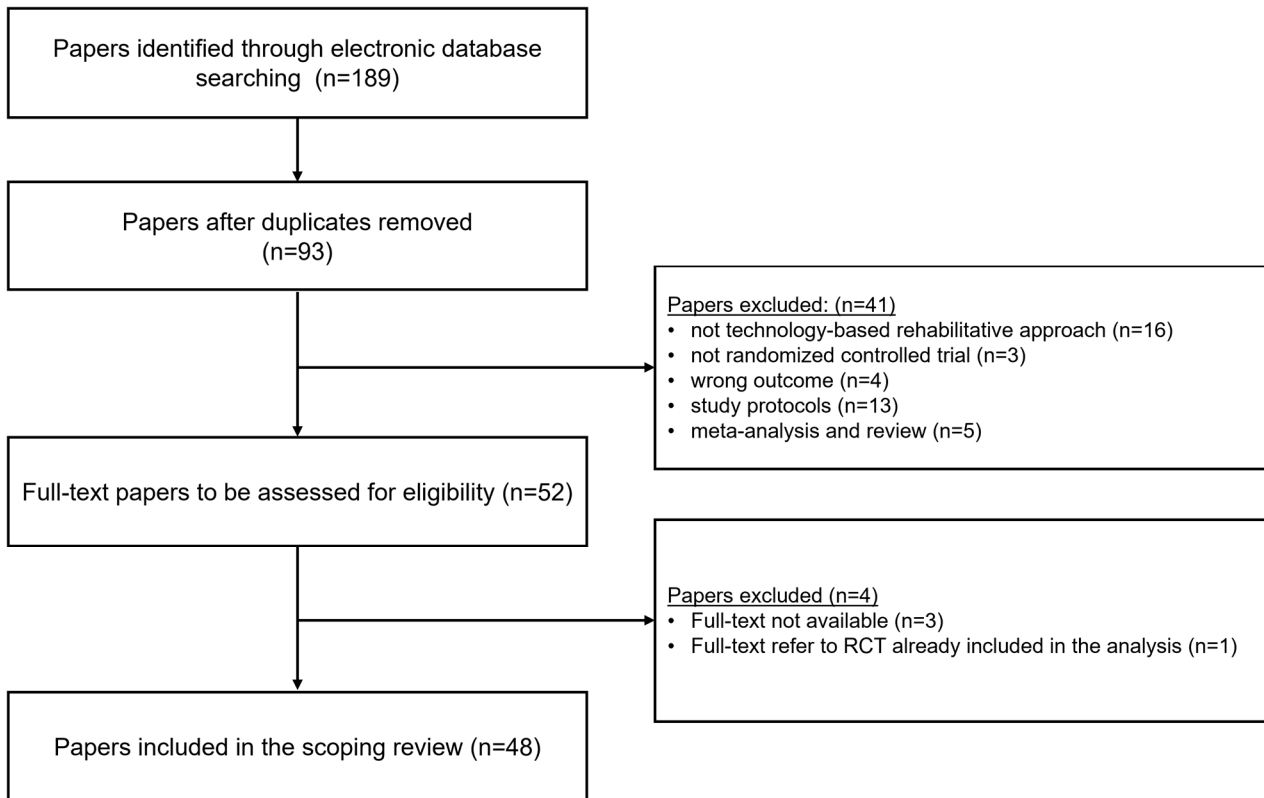 Papers identified through electronic database
searching  (n=189)
Papers after duplicates removed
(n=93)
Papers excluded: (n=41)
• not technology-based rehabilitative approach (n=16)
• not randomized controlled trial (n=3)
• wrong outcome (n=4)
• study protocols (n=13)
• meta-analysis and review (n=5)
Full-text papers to be assessed for eligibility (n=52)
Papers excluded (n=4)
• Full-text not available (n=3)
• Full-text refer to RCT already included in the analysis (n=1)
Papers included in the scoping review (n=48)